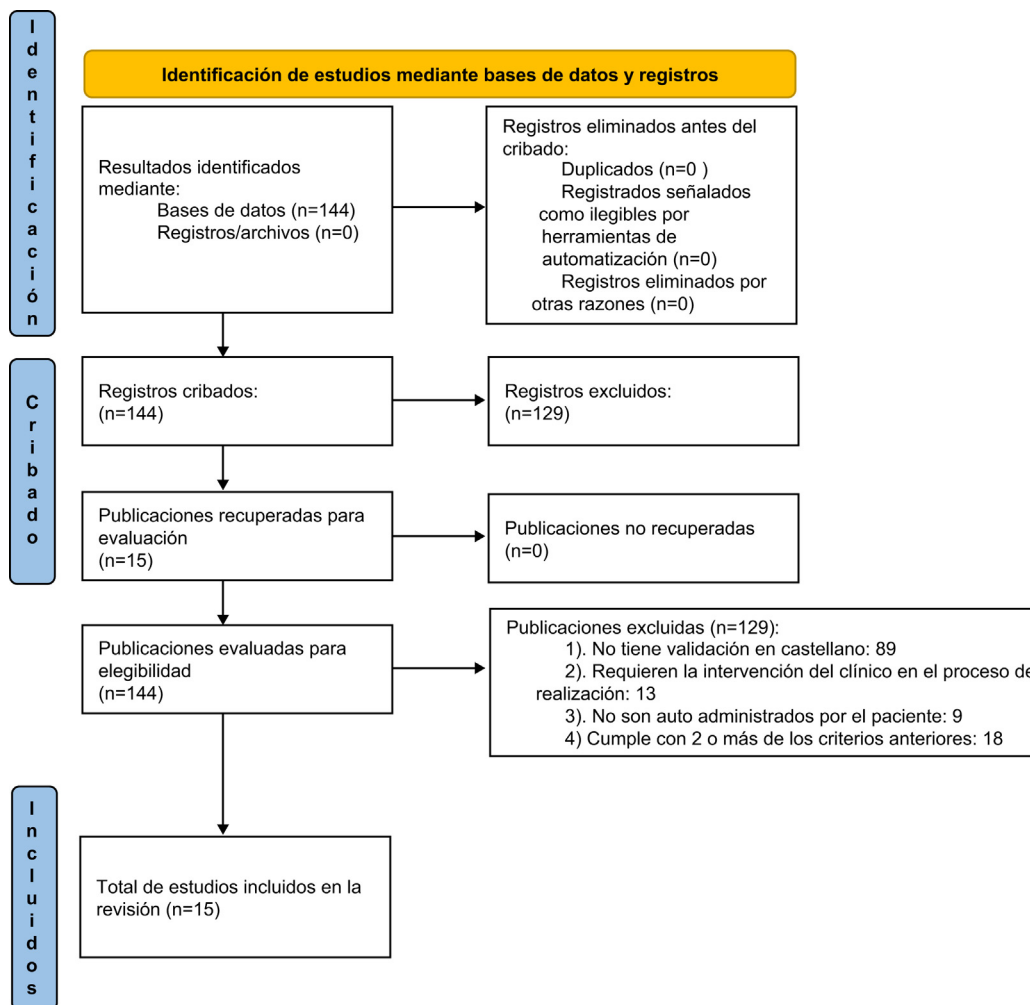 Identificación
Identificación de estudios mediante bases de datos y registros
Resultados identificados
mediante:
Bases de datos (n=144)
Registros/archivos (n=0)
Registros eliminados antes del
cribado:
Duplicados (n=0 )
Registrados señalados
como ilegibles por
herramientas de
automatización (n=0)
Registros eliminados por
otras razones (n=0)
Cribado
Registros cribados:
(n=144)
Registros excluidos:
(n=129)
Publicaciones recuperadas para
evaluación
(n=15)
Publicaciones no recuperadas
(n=0)
Publicaciones evaluadas para
elegibilidad
(n=144)
Publicaciones excluidas (n=129):
1). No tiene validación en castellano: 89
2). Requieren la intervención del clínico en el proceso de
realización: 13
3). No son auto administrados por el paciente: 9
4) Cumple con 2 o más de los criterios anteriores: 18
Incluidos
Total de estudios incluidos en la
revisión (n=15)